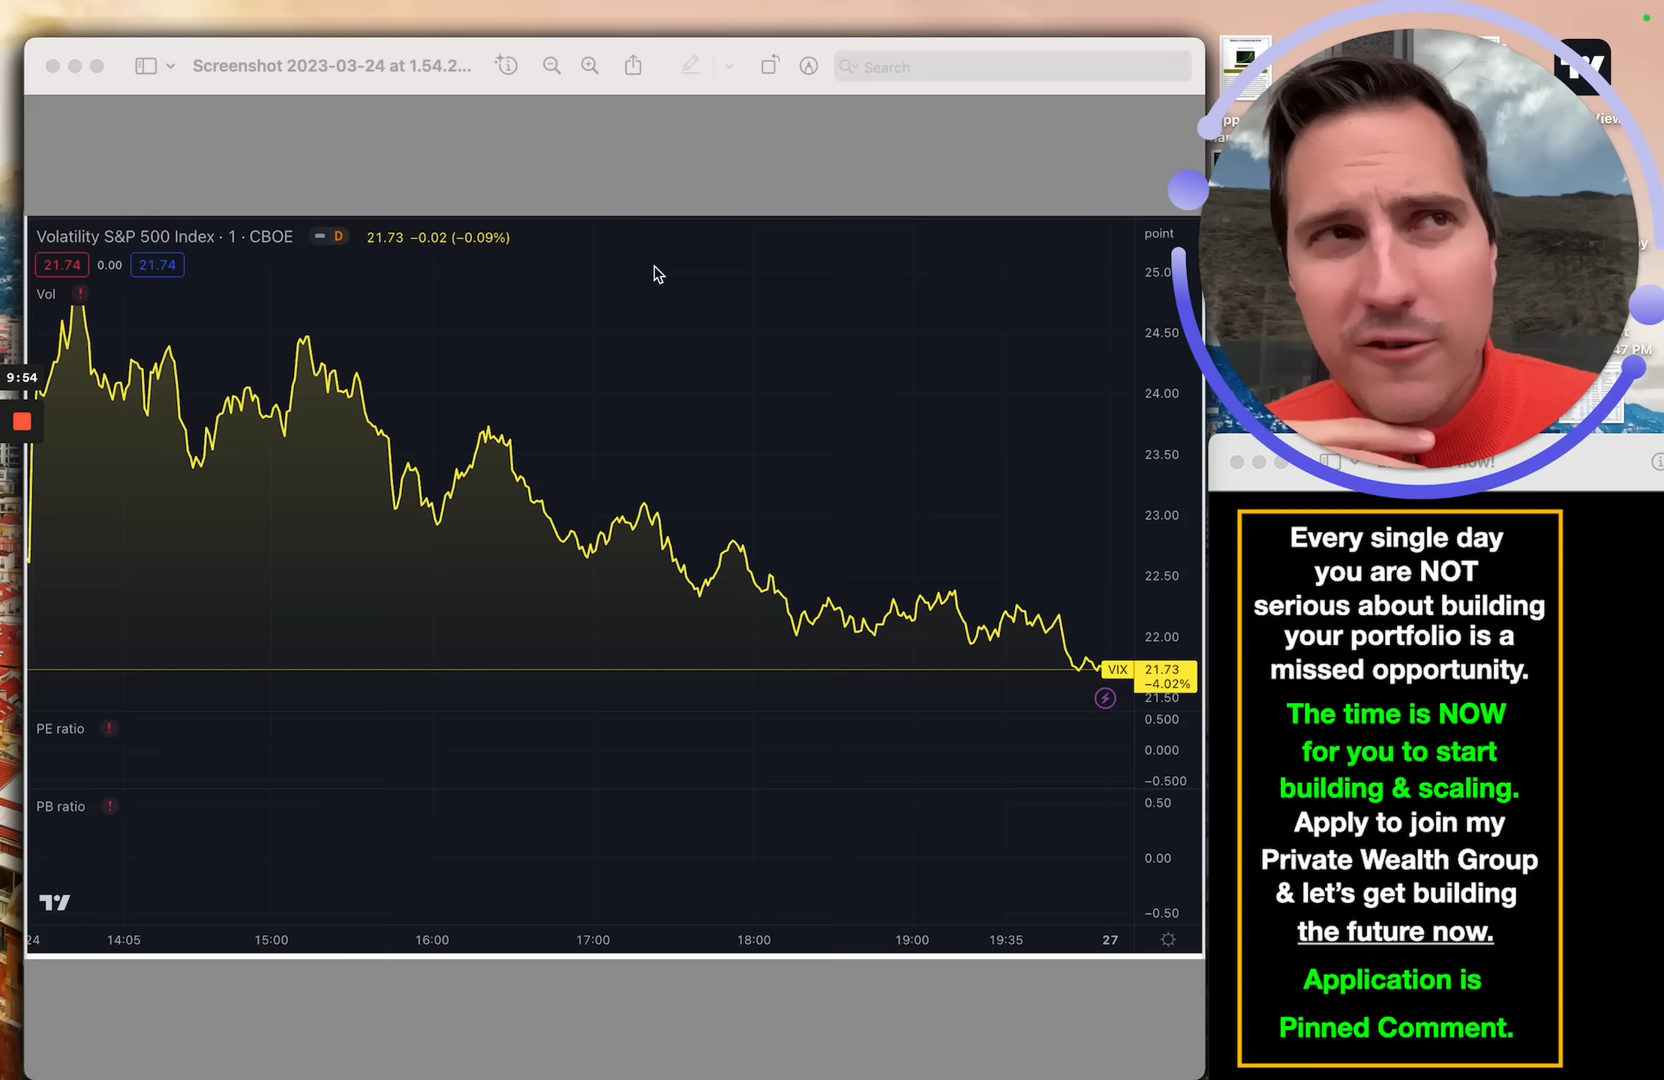 Screenshot 2023-03-24 at 1.54.2...
Search
Volatility S&P 500 Index · 1 · CBOE
D
21.73 −0.02 (−0.09%)
21.74
0.00
21.74
Vol
9:54
point
24.50
24.00
23.50
23.00
22.50
22.00
VIX
21.73
−4.02%
21.50
PE ratio
0.500
0.000
−0.500
PB ratio
0.50
0.00
−0.50
24
14:05
15:00
16:00
17:00
18:00
19:00
19:35
27
47 PM
Every single day
you are NOT
serious about building
your portfolio is a
missed opportunity.
The time is NOW
for you to start
building & scaling.
Apply to join my
Private Wealth Group
& let's get building
the future now.
Application is
Pinned Comment.